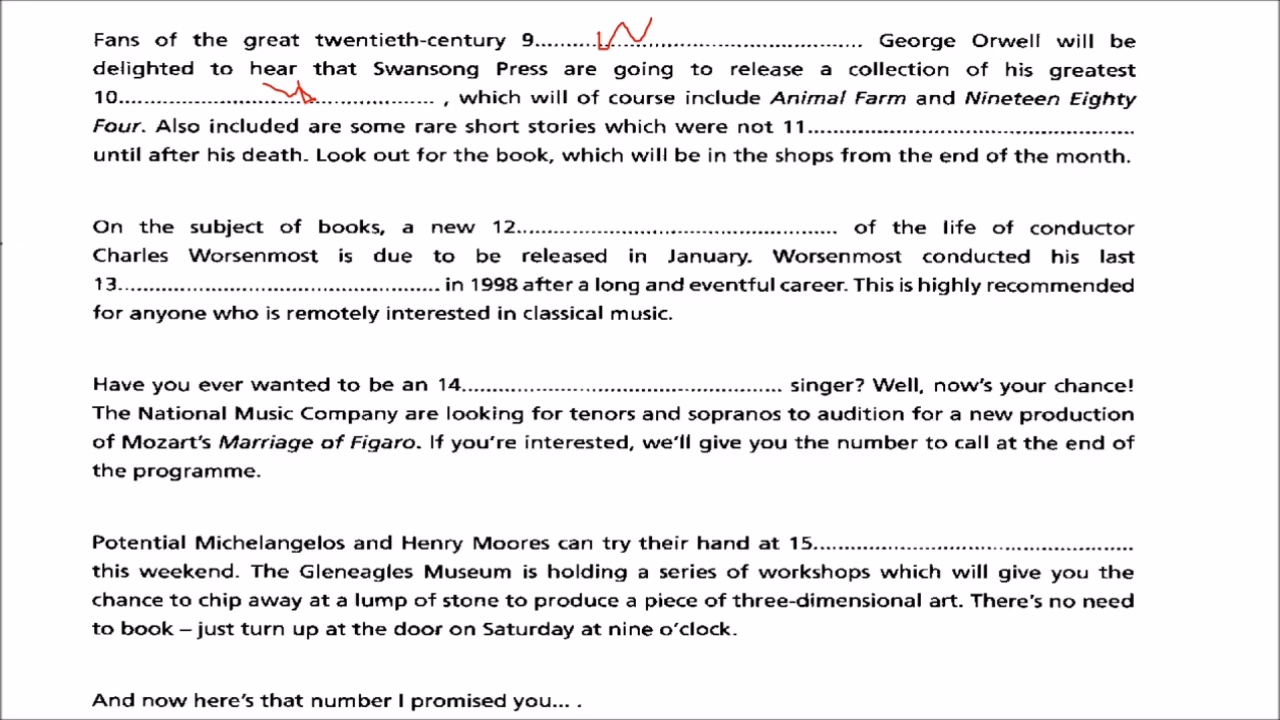 Fans of the great twentieth-century 9............................................................ George Orwell will be
delighted to hear that Swansong Press are going to release a collection of his greatest
10............................................................ , which will of course include Animal Farm and Nineteen Eighty
Four. Also included are some rare short stories which were not 11............................................................
until after his death. Look out for the book, which will be in the shops from the end of the month.
On the subject of books, a new 12............................................................ of the life of conductor
Charles Worsenmost is due to be released in January. Worsenmost conducted his last
13............................................................ in 1998 after a long and eventful career. This is highly recommended
for anyone who is remotely interested in classical music.
Have you ever wanted to be an 14............................................................ singer? Well, now's your chance!
The National Music Company are looking for tenors and sopranos to audition for a new production
of Mozart's Marriage of Figaro. If you're interested, we'll give you the number to call at the end of
the programme.
Potential Michelangelos and Henry Moores can try their hand at 15............................................................
this weekend. The Gleneagles Museum is holding a series of workshops which will give you the
chance to chip away at a lump of stone to produce a piece of three-dimensional art. There's no need
to book – just turn up at the door on Saturday at nine o'clock.
And now here's that number I promised you... .